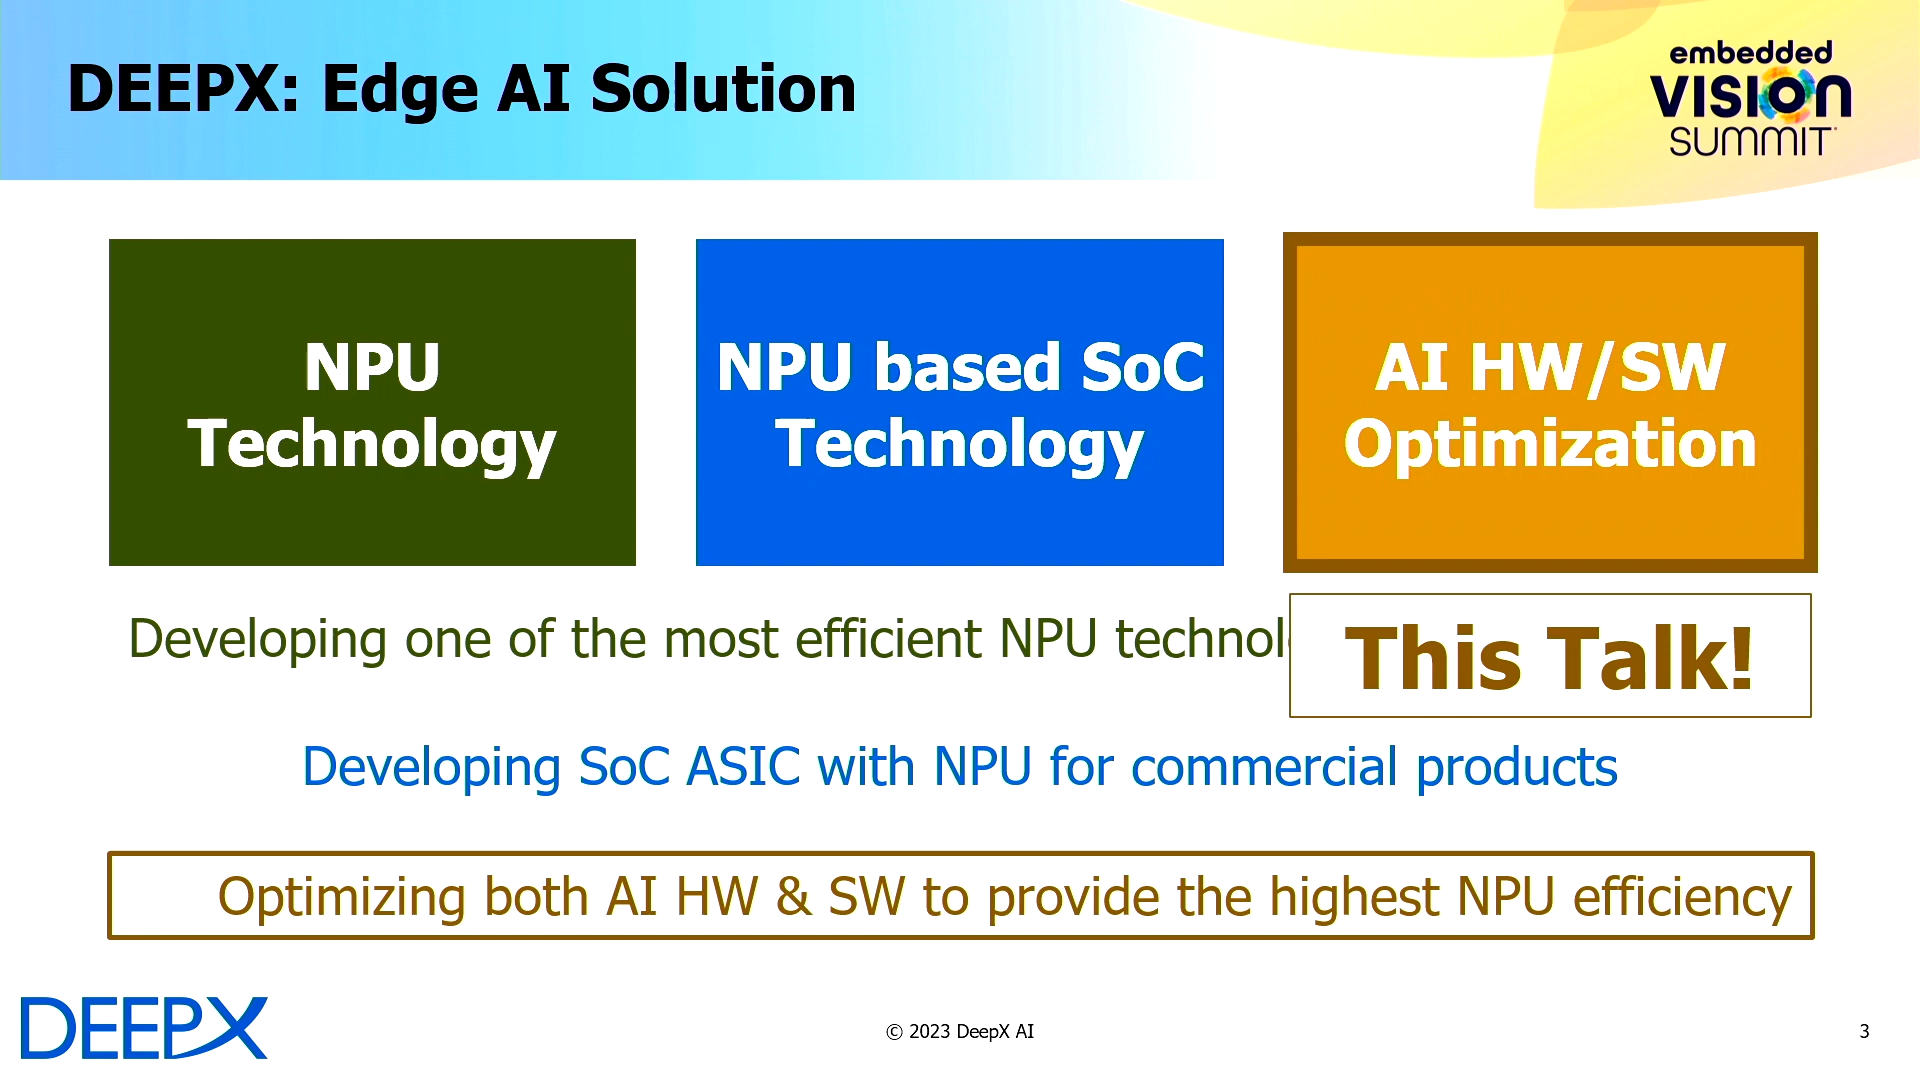 DEEPX: Edge AI Solution
embedded
VISION
SUMMIT
NPU
Technology
NPU based SoC
Technology
AI HW/SW
Optimization
Developing one of the most efficient NPU
This Talk!
Developing SoC ASIC with NPU for commercial products
Optimizing both AI HW & SW to provide the highest NPU efficiency
DEEPX
© 2023 DeepX AI
3